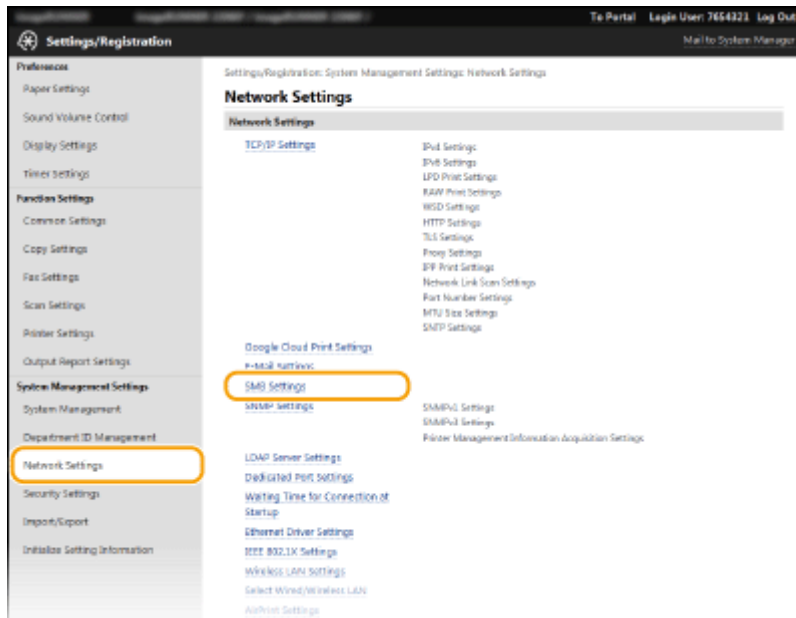 To Portal Login User: 7654321 Log Out
Settings/Registration
Mail to System Manager
Preferences
Paper Settings
Sound Volume Control
Display Settings
Timer Settings
Function Settings
Common Settings
Copy Settings
Fax Settings
Scan Settings
Printer Settings
Output Report Settings
System Management Settings
System Management
Department ID Management
Network Settings
Security Settings
Import/Export
Initialize Setting Information
Settings/Registration: System Management Settings: Network Settings
Network Settings
Network Settings
TCP/IP Settings
IPv4 Settings
IPv6 Settings
LPD Print Settings
RAW Print Settings
WSD Settings
HTTP Settings
TLS Settings
Proxy Settings
IPP Print Settings
Network Link Scan Settings
Port Number Settings
MTU Size Settings
SNTP Settings
Google Cloud Print Settings
E-Mail Settings
SMB Settings
SNMP Settings
SNMPv1 Settings
SNMPv3 Settings
Printer Management Information Acquisition Settings
LDAP Server Settings
Dedicated Port Settings
Waiting Time for Connection at
Startup
Ethernet Driver Settings
IEEE 802.1X Settings
Wireless LAN Settings
Select Wired/Wireless LAN
AirPrint Settings